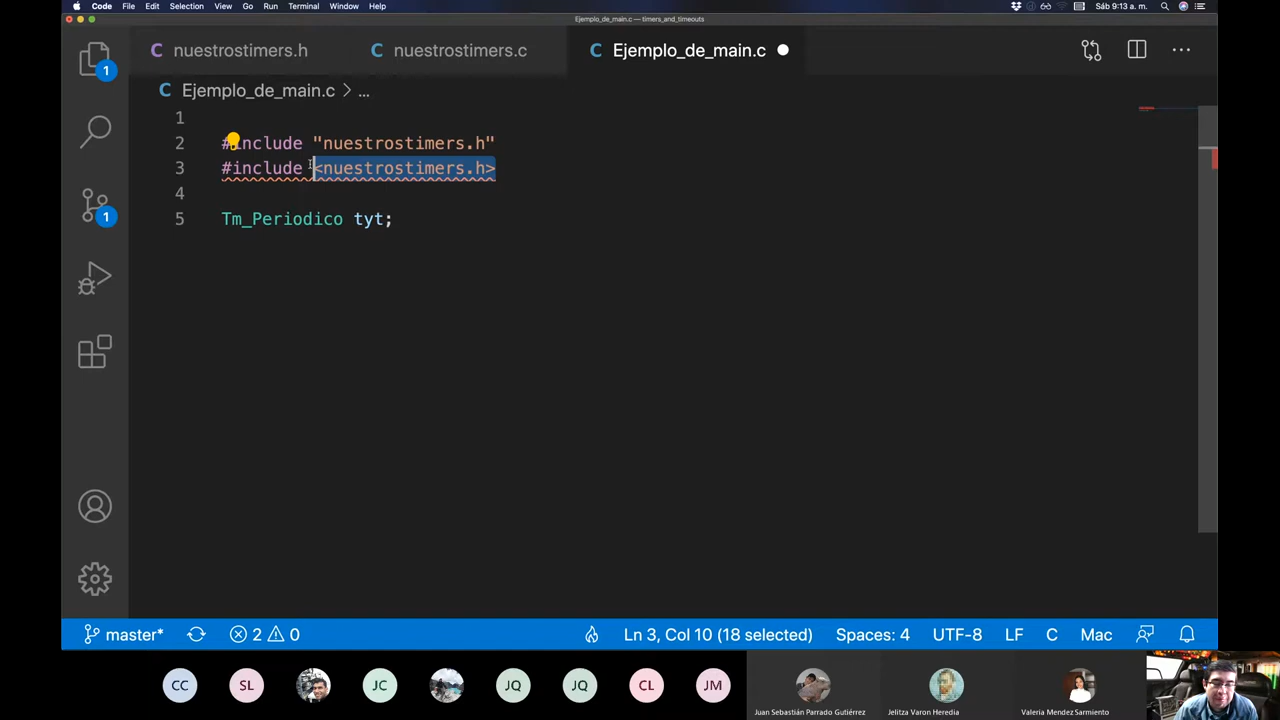 Code File Edit Selection View Go Run Terminal Window Help Sáb 9:13 a. m.
Ejemplo_de_main.c — timers_and_timeouts
C nuestrostimers.h C nuestrostimers.c C Ejemplo_de_main.c
1
C Ejemplo_de_main.c > ...
1
2 #include "nuestrostimers.h"
3 #include <nuestrostimers.h>
4
5 Tm_Periodico tyt;
1
master* 2 0 Ln 3, Col 10 (18 selected) Spaces: 4 UTF-8 LF C Mac
CC SL JC JQ JQ CL JM
Juan Sebastián Parrado Gutiérrez Jelitza Varon Heredia Valeria Mendez Sarmiento